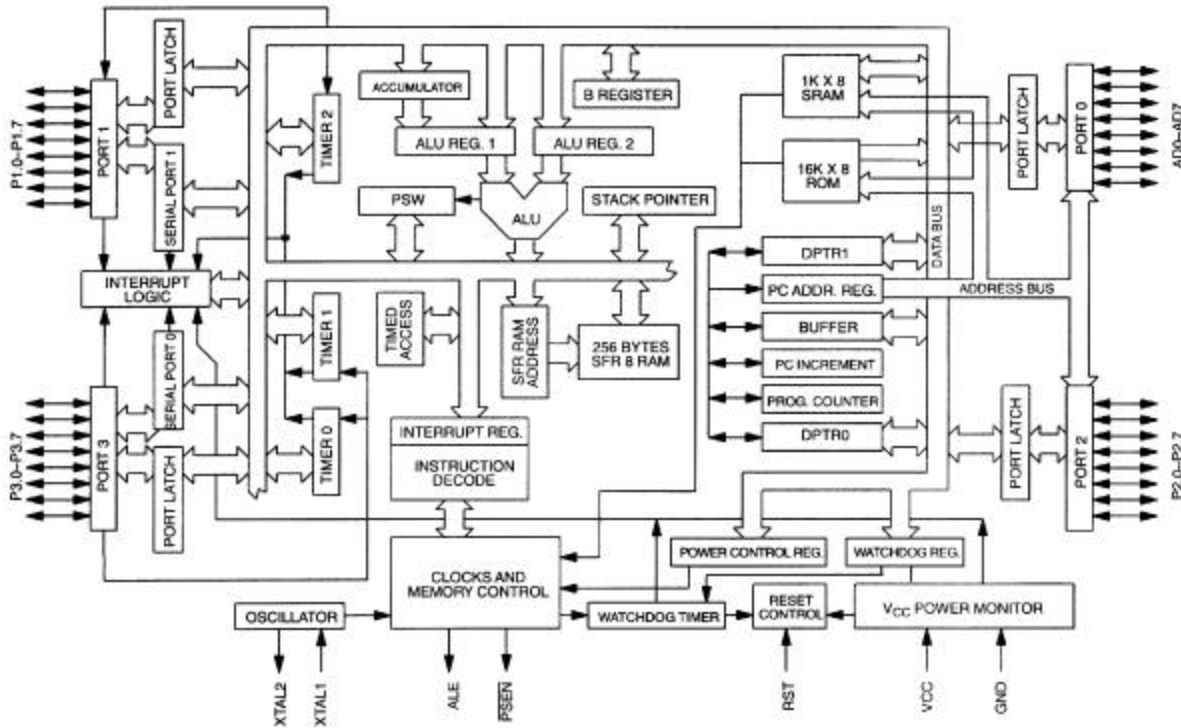 P1.0–P1.7
PORT 1
PORT LATCH
SERIAL PORT 1
INTERRUPT LOGIC
TIMER 2
ACCUMULATOR
ALU REG. 1
ALU REG. 2
B REGISTER
PSW
ALU
STACK POINTER
1K X 8
SRAM
16K X 8
ROM
DATA BUS
PORT LATCH
PORT 0
AD0–AD7
DPTR1
PC ADDR. REG.
BUFFER
PC INCREMENT
PROG. COUNTER
DPTR0
ADDRESS BUS
TIMER 1
TIMER 0
TIMED
ACCESS
SFR RAM
ADDRESS
256 BYTES
SFR 8 RAM
P3.0–P3.7
PORT 3
SERIAL PORT 0
PORT LATCH
INTERRUPT REG.
INSTRUCTION
DECODE
PORT LATCH
PORT 2
P2.0–P2.7
CLOCKS AND
MEMORY CONTROL
POWER CONTROL REG.
WATCHDOG REG.
OSCILLATOR
WATCHDOG TIMER
RESET
CONTROL
VCC POWER MONITOR
XTAL2
XTAL1
ALE
PSEN
RST
VCC
GND